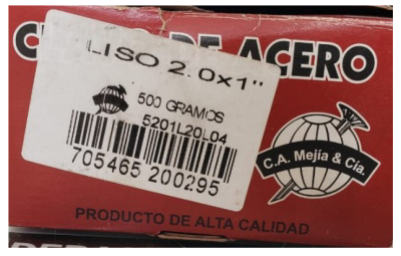 DE ACERO
LISO 2.0x1"
500 GRAMOS
5201L20L04
705465 200295
C.A. Mejía & Cía.
PRODUCTO DE ALTA CALIDAD